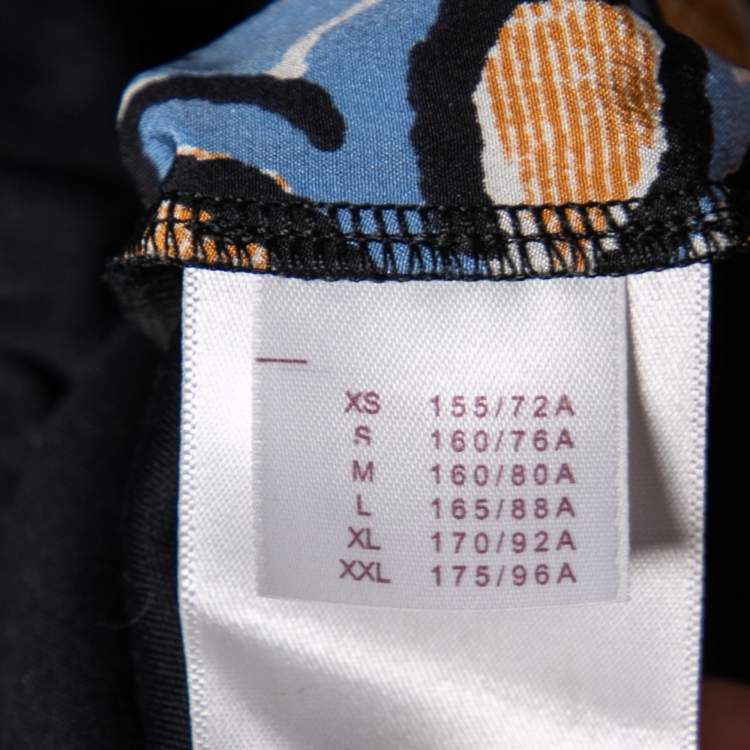 XS 155/72A
S 160/76A
M 160/80A
L 165/88A
XL 170/92A
XXL 175/96A